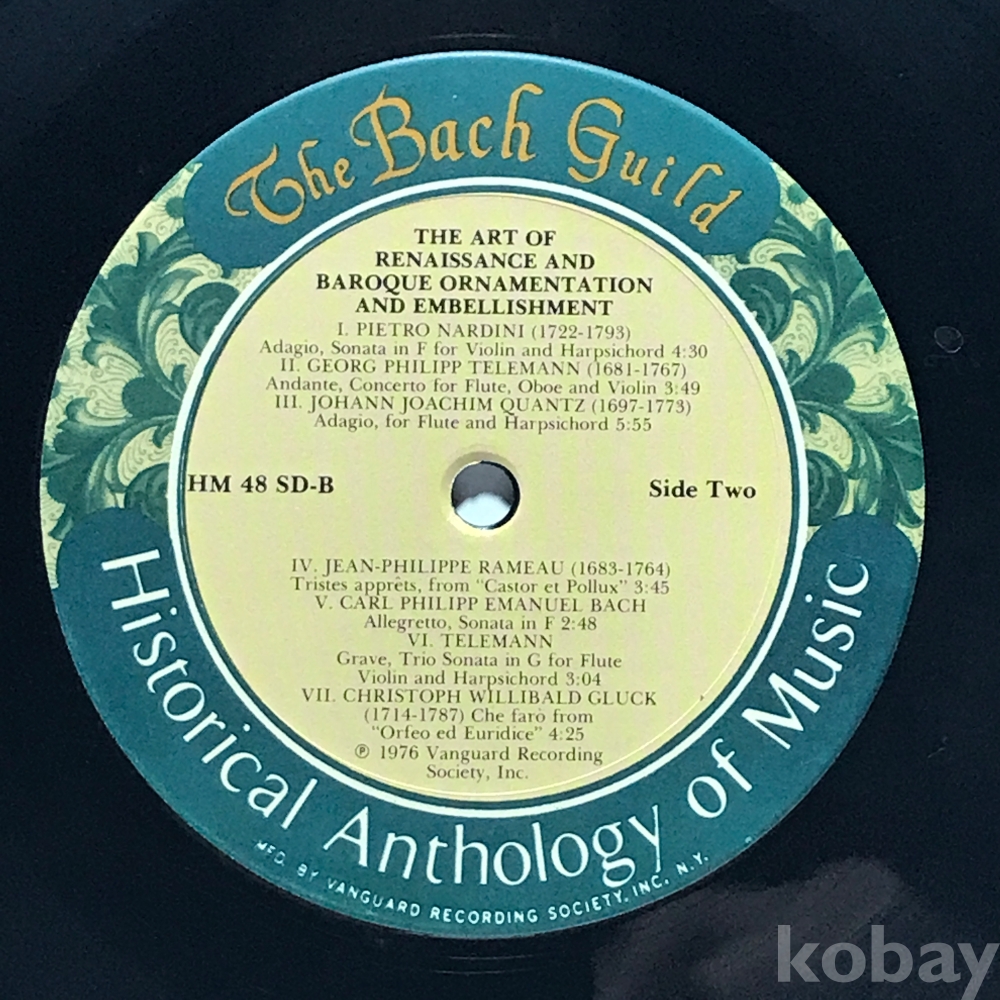 The Bach Guild
THE ART OF
RENAISSANCE AND
BAROQUE ORNAMENTATION
AND EMBELLISHMENT
I. PIETRO NARDINI (1722-1793)
Adagio, Sonata in F for Violin and Harpsichord 4:30
II. GEORG PHILIPP TELEMANN (1681-1767)
Andante, Concerto for Flute, Oboe and Violin 3:49
III. JOHANN JOACHIM QUANTZ (1697-1773)
Adagio, for Flute and Harpsichord 5:55
HM 48 SD-B
Side Two
IV. JEAN-PHILIPPE RAMEAU (1683-1764)
Tristes apprêts, from "Castor et Pollux" 3:45
V. CARL PHILIPP EMANUEL BACH
Allegretto, Sonata in F 2:48
VI. TELEMANN
Grave, Trio Sonata in G for Flute
Violin and Harpsichord 3:04
VII. CHRISTOPH WILLIBALD GLUCK
(1714-1787) Che farò from
"Orfeo ed Euridice" 4:25
℗ 1976 Vanguard Recording
Society, Inc.
Historical Anthology of Music
MFG. BY VANGUARD RECORDING SOCIETY, INC. N.Y.
kobay